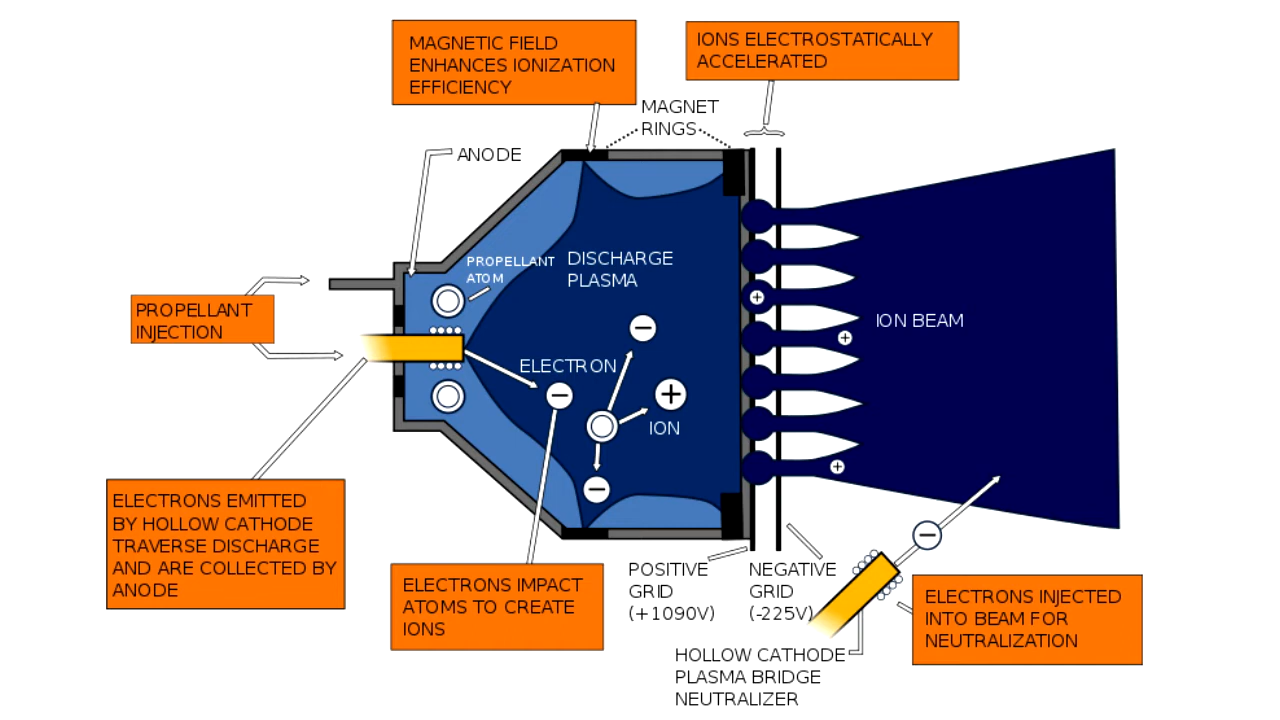 MAGNETIC FIELD
ENHANCES IONIZATION
EFFICIENCY
IONS ELECTROSTATICALLY
ACCELERATED
MAGNET
RINGS
ANODE
PROPELLANT
ATOM
DISCHARGE
PLASMA
PROPELLANT
INJECTION
ION BEAM
ELECTRON
ION
ELECTRONS EMITTED
BY HOLLOW CATHODE
TRAVERSE DISCHARGE
AND ARE COLLECTED BY
ANODE
ELECTRONS IMPACT
ATOMS TO CREATE
IONS
POSITIVE
GRID
(+1090V)
NEGATIVE
GRID
(-225V)
ELECTRONS INJECTED
INTO BEAM FOR
NEUTRALIZATION
HOLLOW CATHODE
PLASMA BRIDGE
NEUTRALIZER